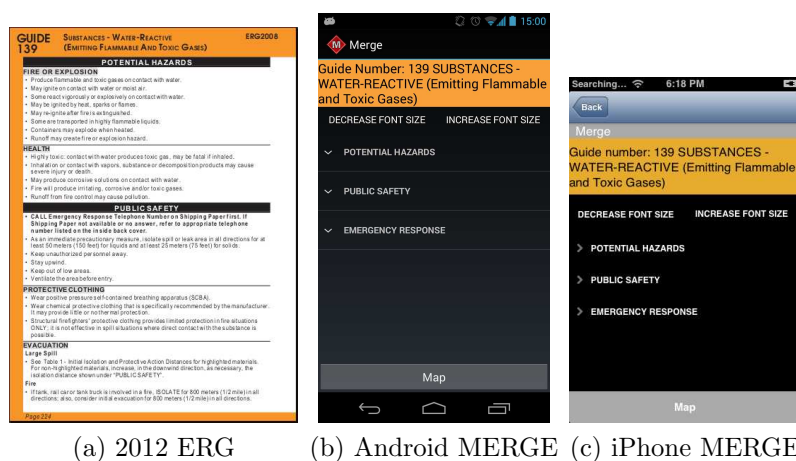 GUIDE
139
SUBSTANCES - WATER-REACTIVE
(EMITTING FLAMMABLE AND TOXIC GASES)
ERG2008
POTENTIAL HAZARDS
FIRE OR EXPLOSION
• Produce flammable and toxic gases on contact with water.
• May ignite on contact with water or moist air.
• Some react vigorously or explosively on contact with water.
• May be ignited by heat, sparks or flames.
• May re-ignite after fire is extinguished.
• Some are transported in highly flammable liquids.
• Containers may explode when heated.
• Runoff may create fire or explosion hazard.
HEALTH
• Highly toxic: contact with water produces toxic gas, may be fatal if inhaled.
• Inhalation or contact with vapors, substance or decomposition products may cause
severe injury or death.
• May produce corrosive solutions on contact with water.
• Fire will produce irritating, corrosive and/or toxic gases.
• Runoff from fire control may cause pollution.
PUBLIC SAFETY
• CALL Emergency Response Telephone Number on Shipping Paper first. If
Shipping Paper not available or no answer, refer to appropriate telephone
number listed on the inside back cover.
• As an immediate precautionary measure, isolate spill or leak area in all directions for at
least 50 meters (150 feet) for liquids and at least 25 meters (75 feet) for solids.
• Keep unauthorized personnel away.
• Stay upwind.
• Keep out of low areas.
• Ventilate the area before entry.
PROTECTIVE CLOTHING
• Wear positive pressure self-contained breathing apparatus (SCBA).
• Wear chemical protective clothing that is specifically recommended by the manufacturer.
It may provide little or no thermal protection.
• Structural firefighters' protective clothing provides limited protection in fire situations
ONLY; it is not effective in spill situations where direct contact with the substance is
possible.
EVACUATION
Large Spill
• See Table 1 - Initial Isolation and Protective Action Distances for highlighted materials.
For non-highlighted materials, increase, in the downwind direction, as necessary, the
isolation distance shown under "PUBLIC SAFETY".
Fire
• If tank, rail car or tank truck is involved in a fire, ISOLATE for 800 meters (1/2 mile) in all
directions; also, consider initial evacuation for 800 meters (1/2 mile) in all directions.
Page 224
(a) 2012 ERG
15:00
M Merge
Guide Number: 139 SUBSTANCES -
WATER-REACTIVE (Emitting Flammable
and Toxic Gases)
DECREASE FONT SIZE INCREASE FONT SIZE
POTENTIAL HAZARDS
PUBLIC SAFETY
EMERGENCY RESPONSE
Map
(b) Android MERGE
Searching... 6:18 PM
Back
Merge
Guide number: 139 SUBSTANCES -
WATER-REACTIVE (Emitting Flammable
and Toxic Gases)
DECREASE FONT SIZE INCREASE FONT SIZE
POTENTIAL HAZARDS
PUBLIC SAFETY
EMERGENCY RESPONSE
Map
(c) iPhone MERGE